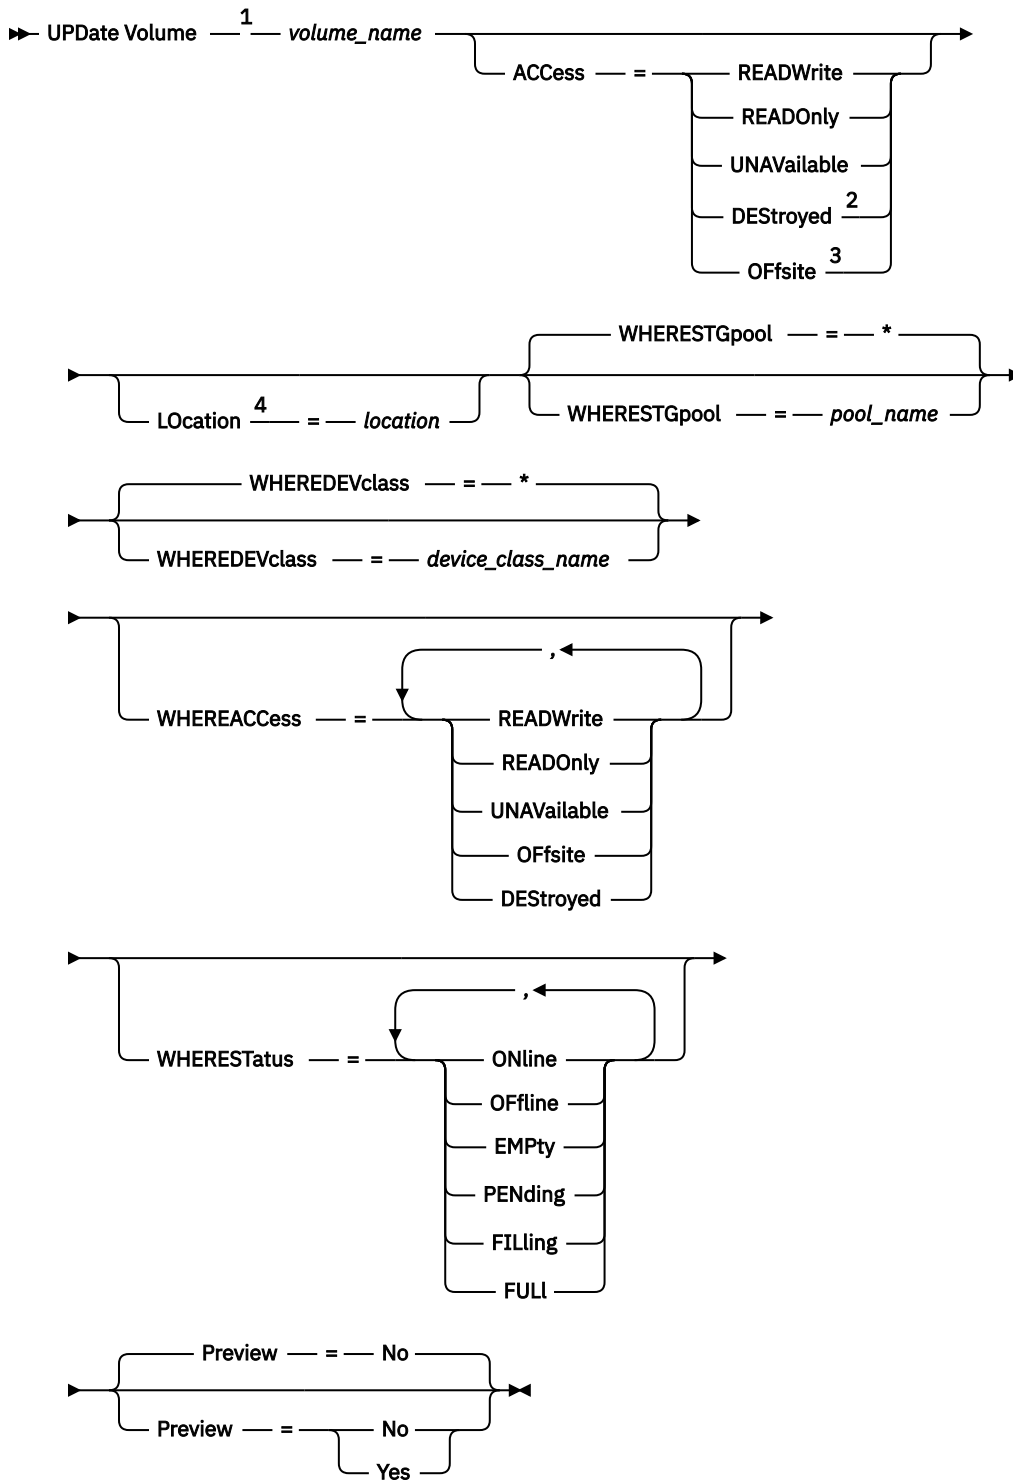 UPDate Volume 1 volume_name
ACCess = READWrite
READOnly
UNAVailable
DEStroyed 2
OFfsite 3
LOcation 4 = location
WHERESTGpool = *
WHERESTGpool = pool_name
WHEREDEVclass = *
WHEREDEVclass = device_class_name
WHEREACCess = , READWrite
READOnly
UNAVailable
OFfsite
DEStroyed
WHERESTatus = , ONline
OFfline
EMPty
PENding
FILling
FULl
Preview = No
Preview = No
Yes